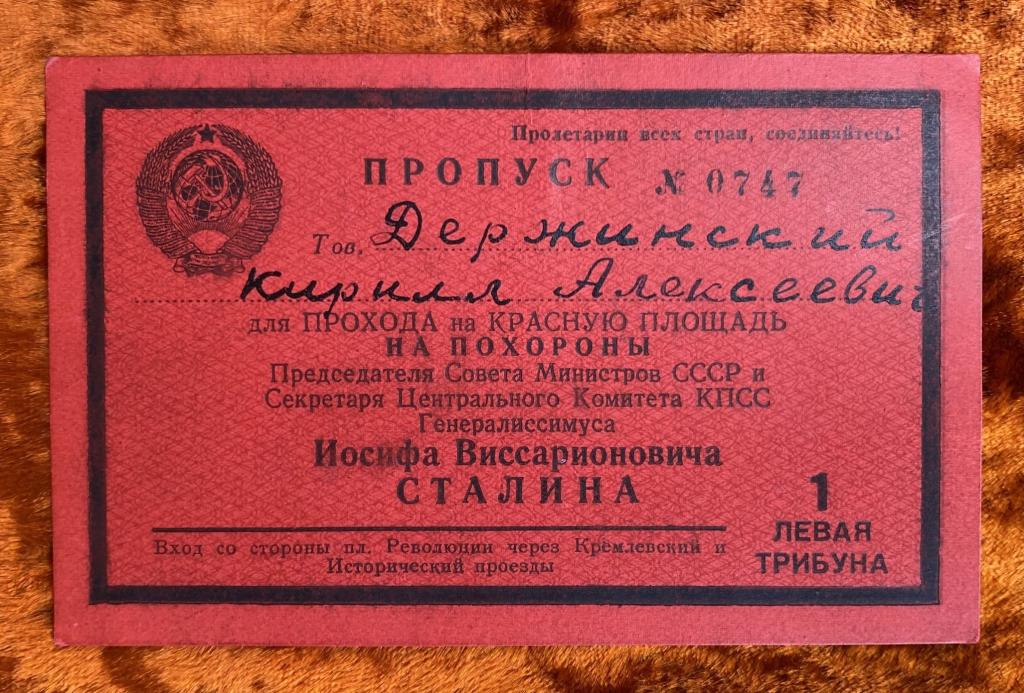 Пролетарии всех стран, соединяйтесь!
ПРОПУСК № 0747
Тов. Держинский
Кирилл Алексеевич
для ПРОХОДА на КРАСНУЮ ПЛОЩАДЬ
НА ПОХОРОНЫ
Председателя Совета Министров СССР и
Секретаря Центрального Комитета КПСС
Генералиссимуса
Иосифа Виссарионовича
СТАЛИНА
1
ЛЕВАЯ
ТРИБУНА
Вход со стороны пл. Революции через Кремлевский и
Исторический проезды